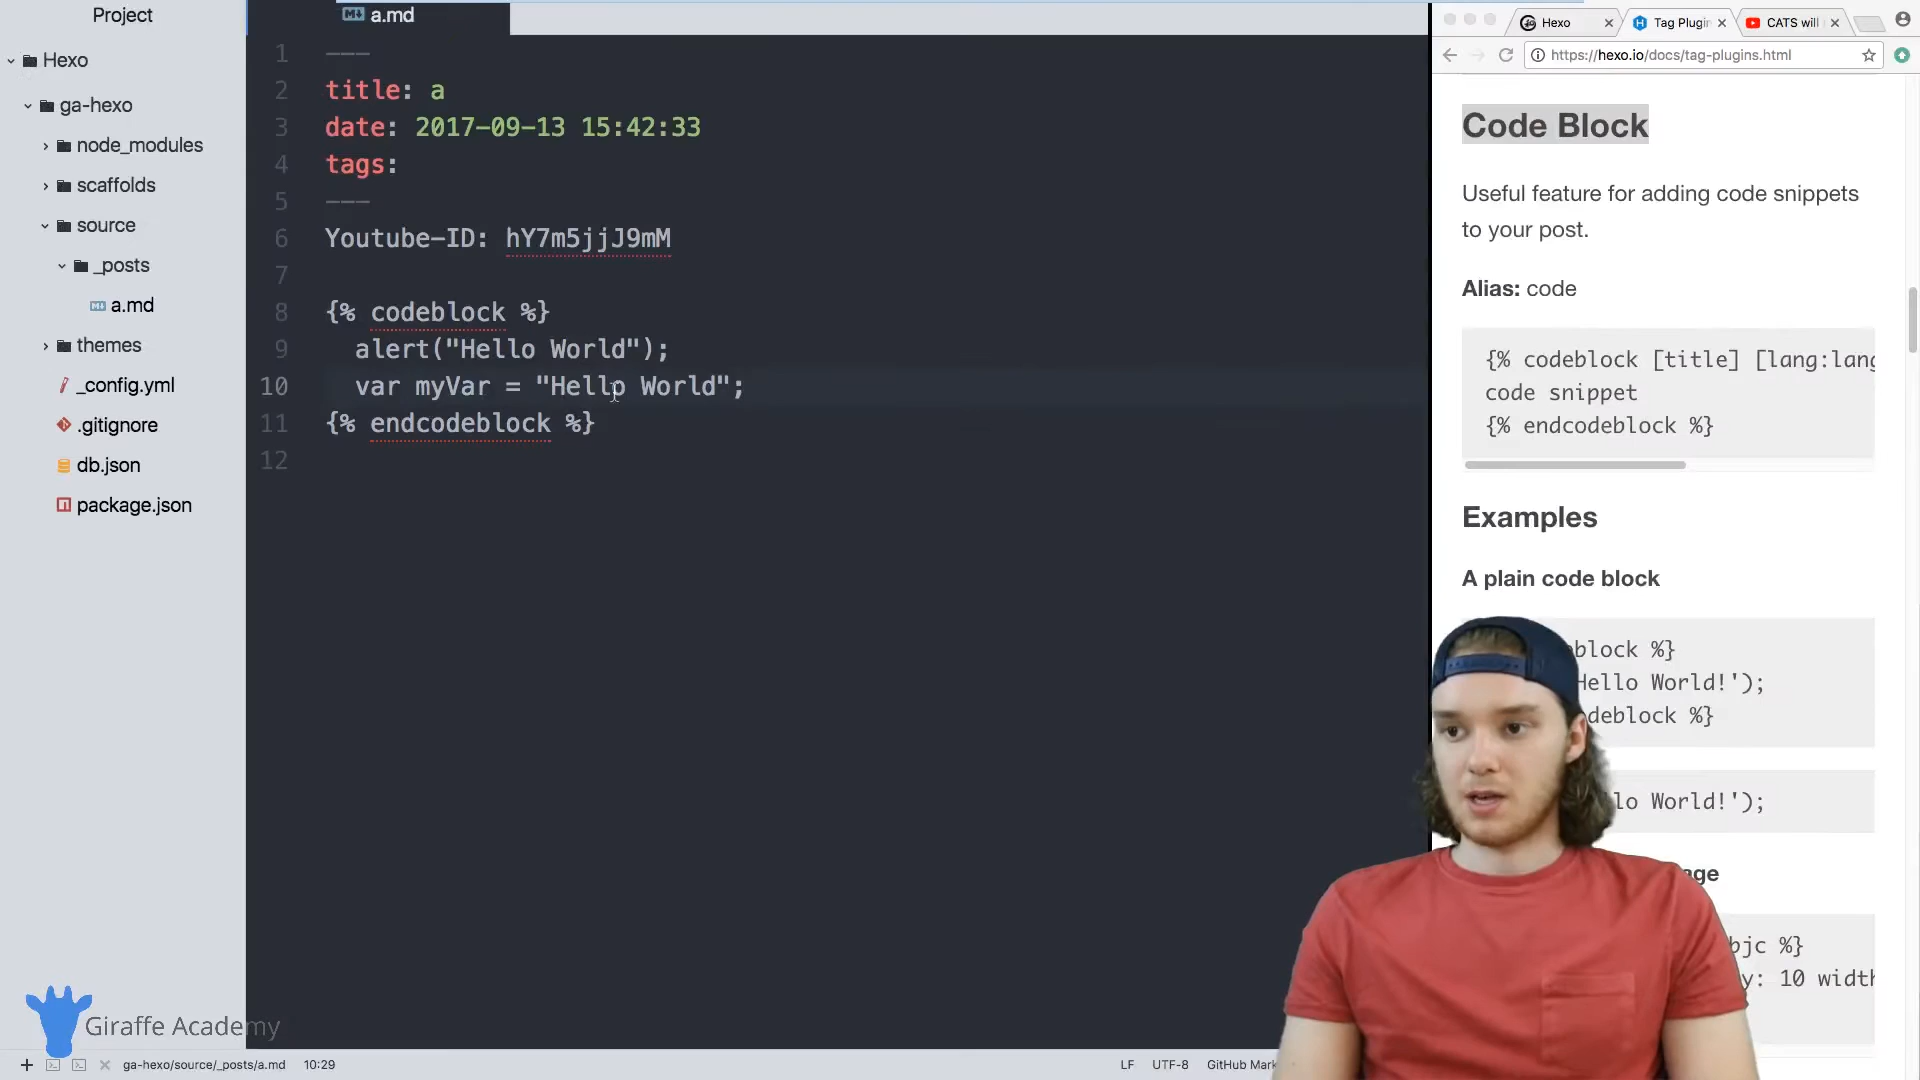 Project
Hexo
ga-hexo
node_modules
scaffolds
source
_posts
a.md
themes
_config.yml
.gitignore
db.json
package.json
Giraffe Academy
a.md
1 ---
2 title: a
3 date: 2017-09-13 15:42:33
4 tags:
5 ---
6 Youtube-ID: hY7m5jjJ9mM
7
8 {% codeblock %}
9 alert("Hello World");
10 var myVar = "Hello World";
11 {% endcodeblock %}
12
ga-hexo/source/_posts/a.md 10:29
LF UTF-8 GitHub Mark
Hexo Tag Plugin CATS will
https://hexo.io/docs/tag-plugins.html
Code Block
Useful feature for adding code snippets
to your post.
Alias: code
{% codeblock [title] [lang:lang
code snippet
{% endcodeblock %}
Examples
A plain code block
block %}
Hello World!');
deblock %}
lo World!');
age
bjc %}
y: 10 width